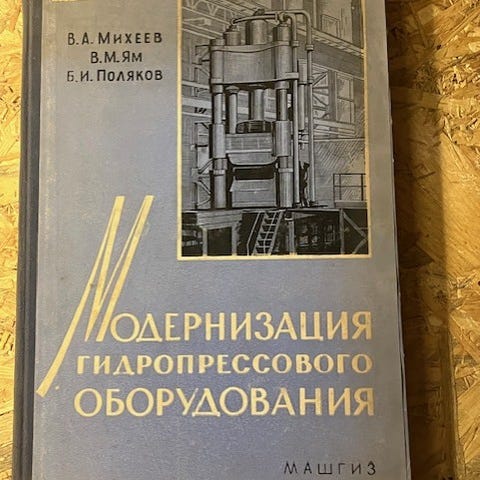 В. А. Михеев
В. М. Ям
Б. И. Поляков
Модернизация
гидропрессового
оборудования
МАШГИЗ